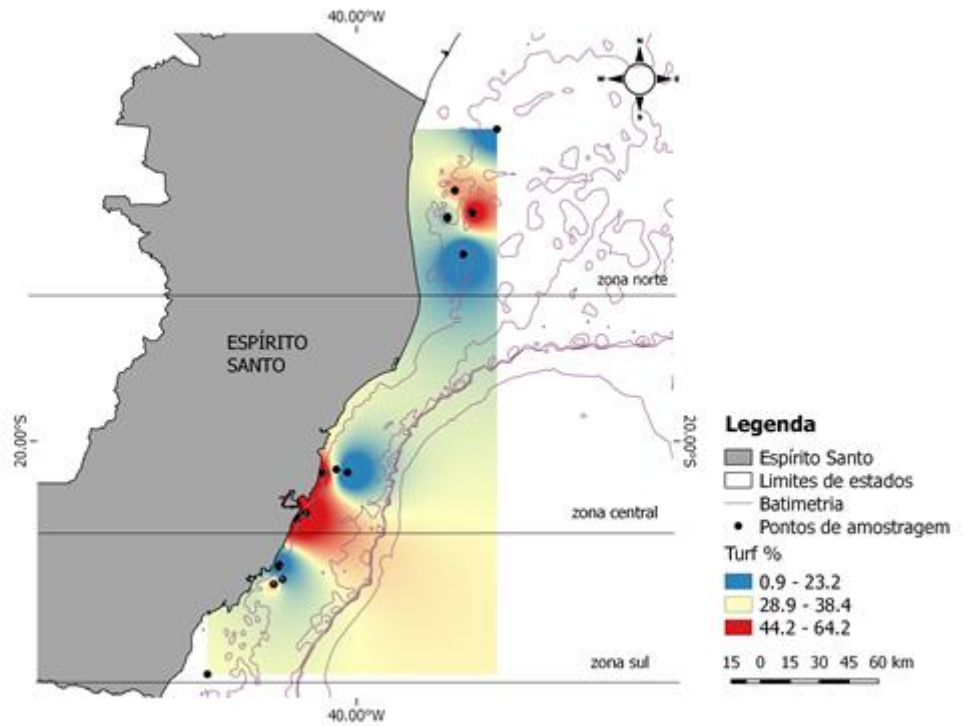 40.00°W
N
W
E
S
zona norte
ESPÍRITO
SANTO
20.00°S
20.00°S
Legenda
Espírito Santo
Limites de estados
Batimetria
Pontos de amostragem
zona central
Turf %
0.9 - 23.2
28.9 - 38.4
44.2 - 64.2
zona sul
15 0 15 30 45 60 km
40.00°W